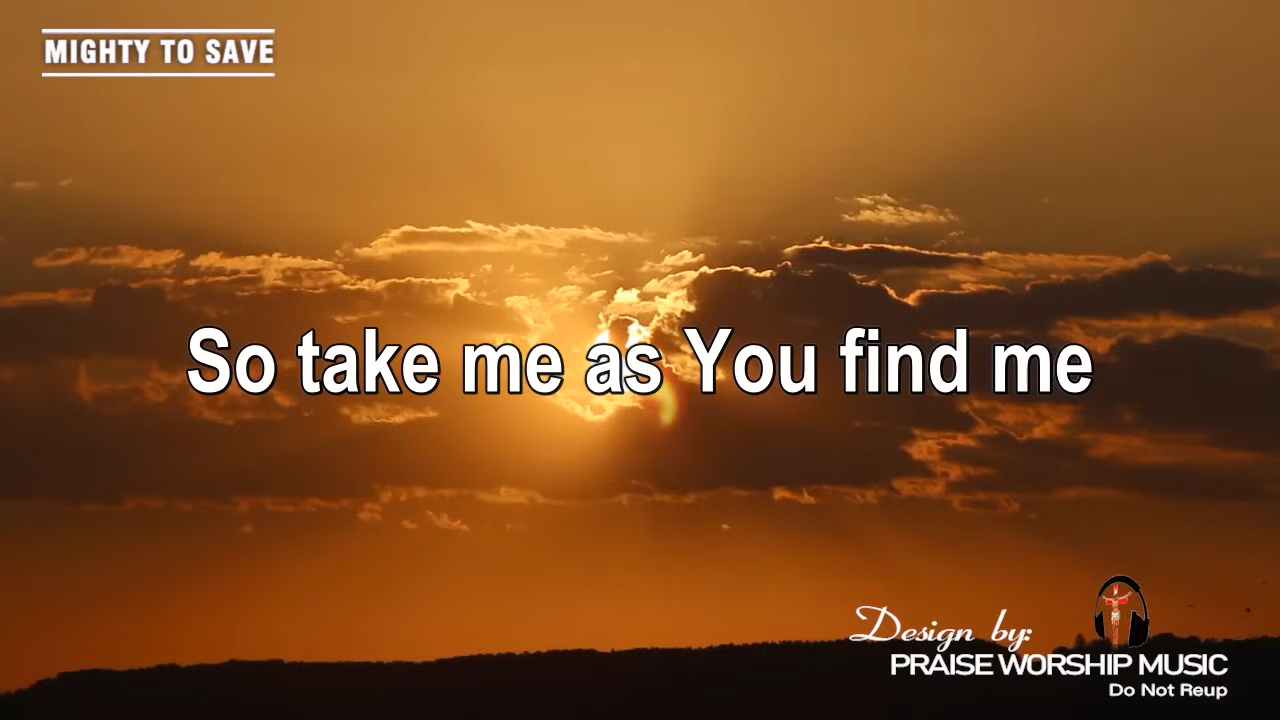 MIGHTY TO SAVE
So take me as You find me
Design by:
PRAISE WORSHIP MUSIC
Do Not Reup